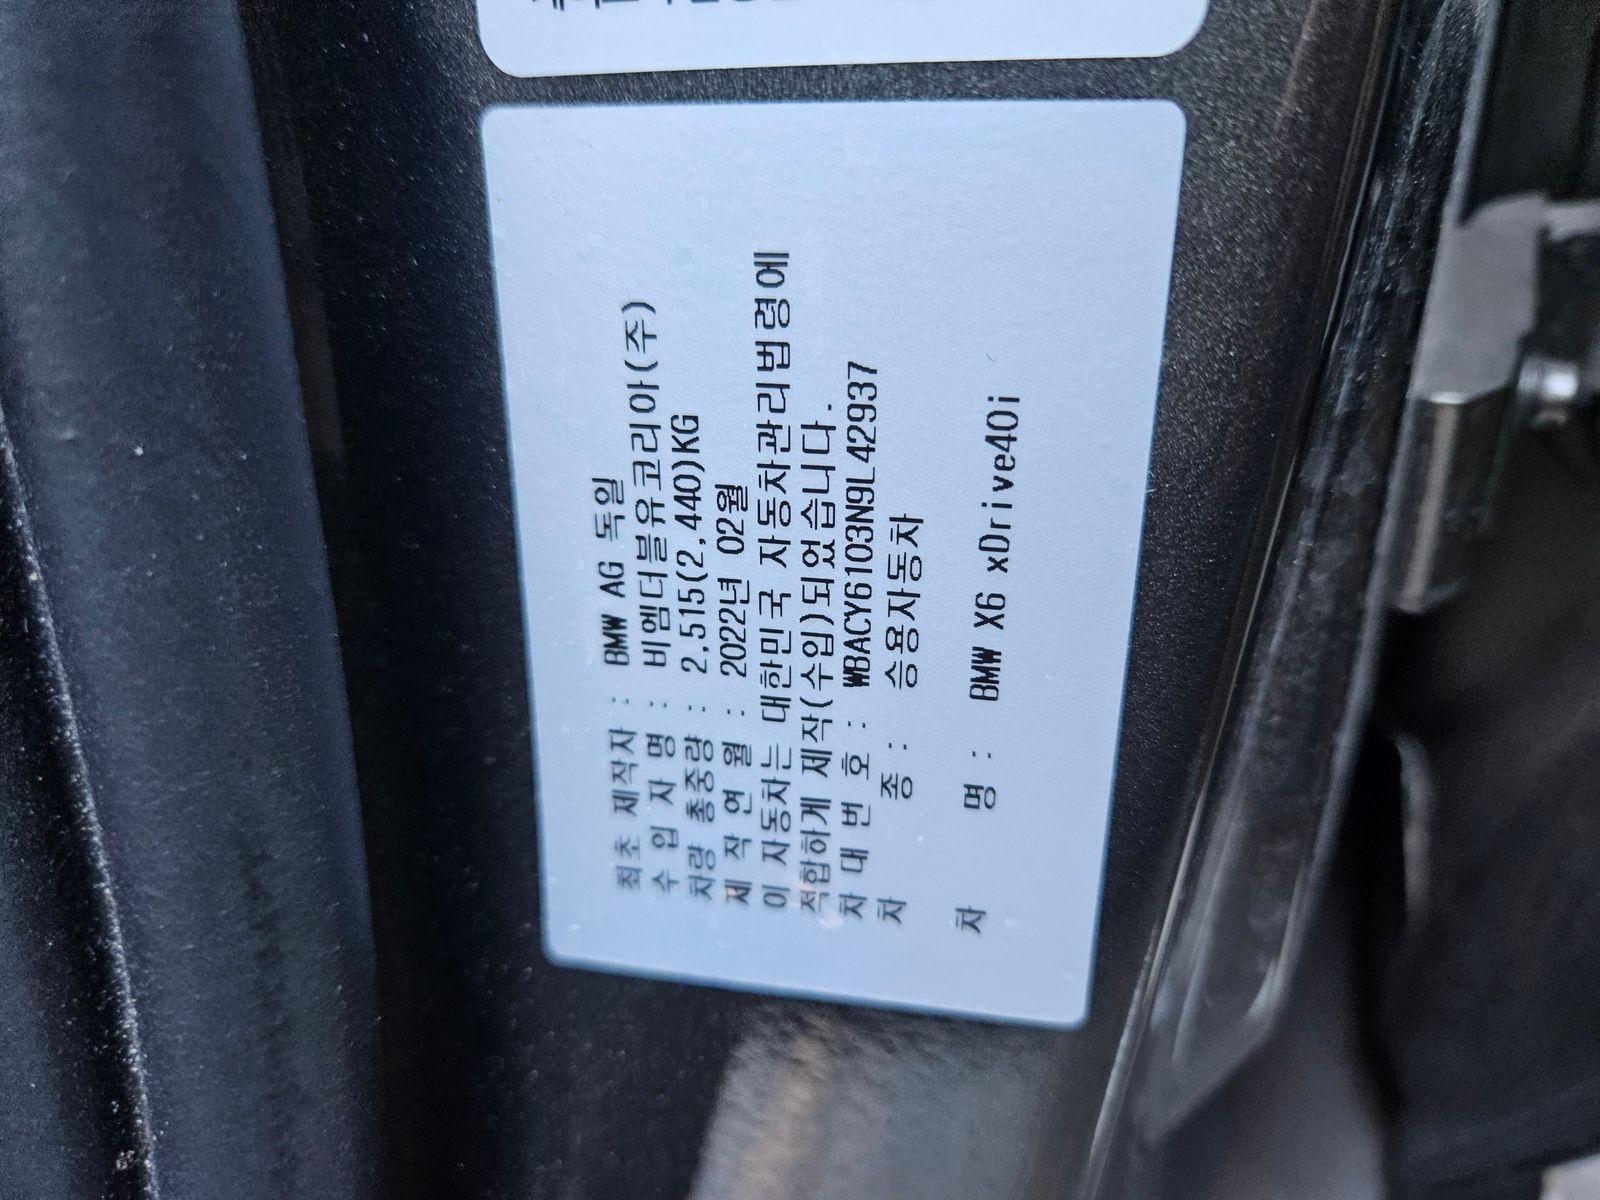 최초 제작자 : BMW AG 독일
수 입 자 명 : 비엠더블유코리아(주)
차량 총중량 : 2,515(2,440)KG
제 작 연 월 : 2022년 02월
이 자동차는 대한민국 자동차관리법령에
적합하게 제작(수입)되었습니다.
차 대 번 호 : WBACY6103N9L42937
차 종 : 승용자동차
차 명 : BMW X6 xDrive40i